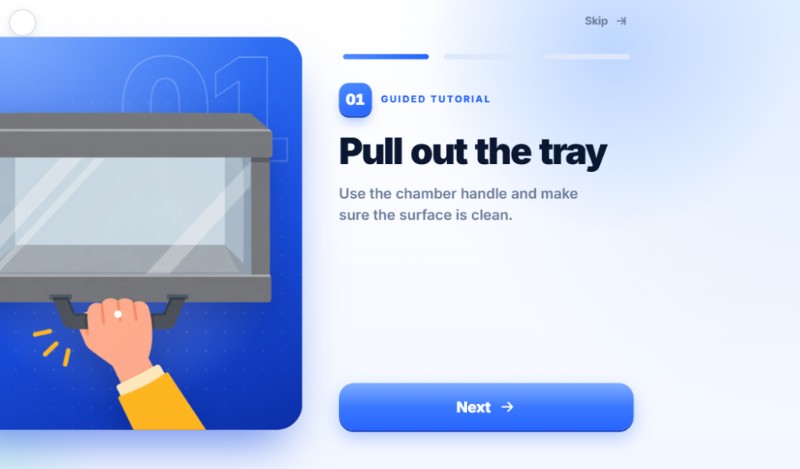 Skip
01
01
GUIDED TUTORIAL
Pull out the tray
Use the chamber handle and make
sure the surface is clean.
Next